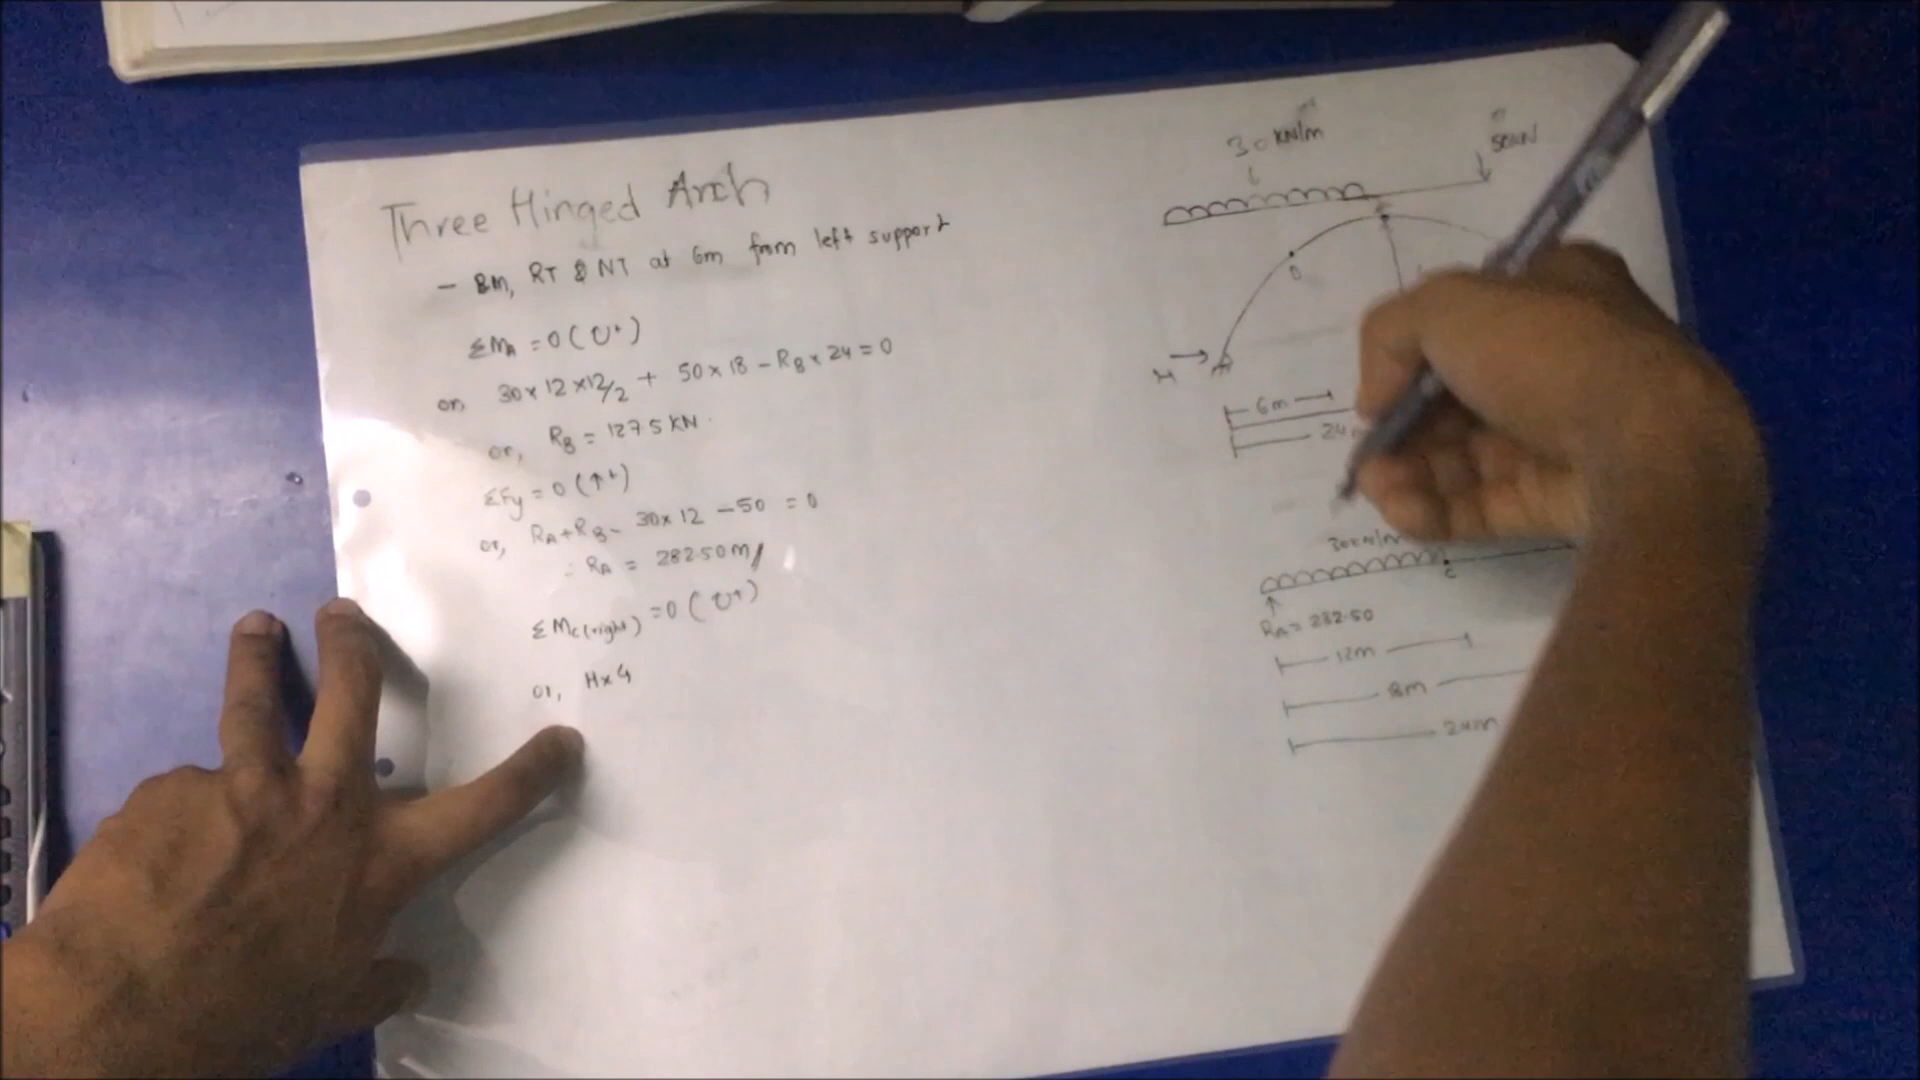 Three Hinged Arch
- BM, RT & NT at 6m from left support
ΣMA = 0 (↻+)
or, 30 x 12 x 12/2 + 50 x 18 - RB x 24 = 0
or, RB = 127.5 KN.
ΣFy = 0 (↑+)
or, RA + RB - 30 x 12 - 50 = 0
∴ RA = 282.50 m//
ΣMc(right) = 0 (↻+)
or, H x 4
30 KN/m
50KN
C
D
A
H
6m
24
30KN/m
C
RA = 282.50
12m
8m
24m